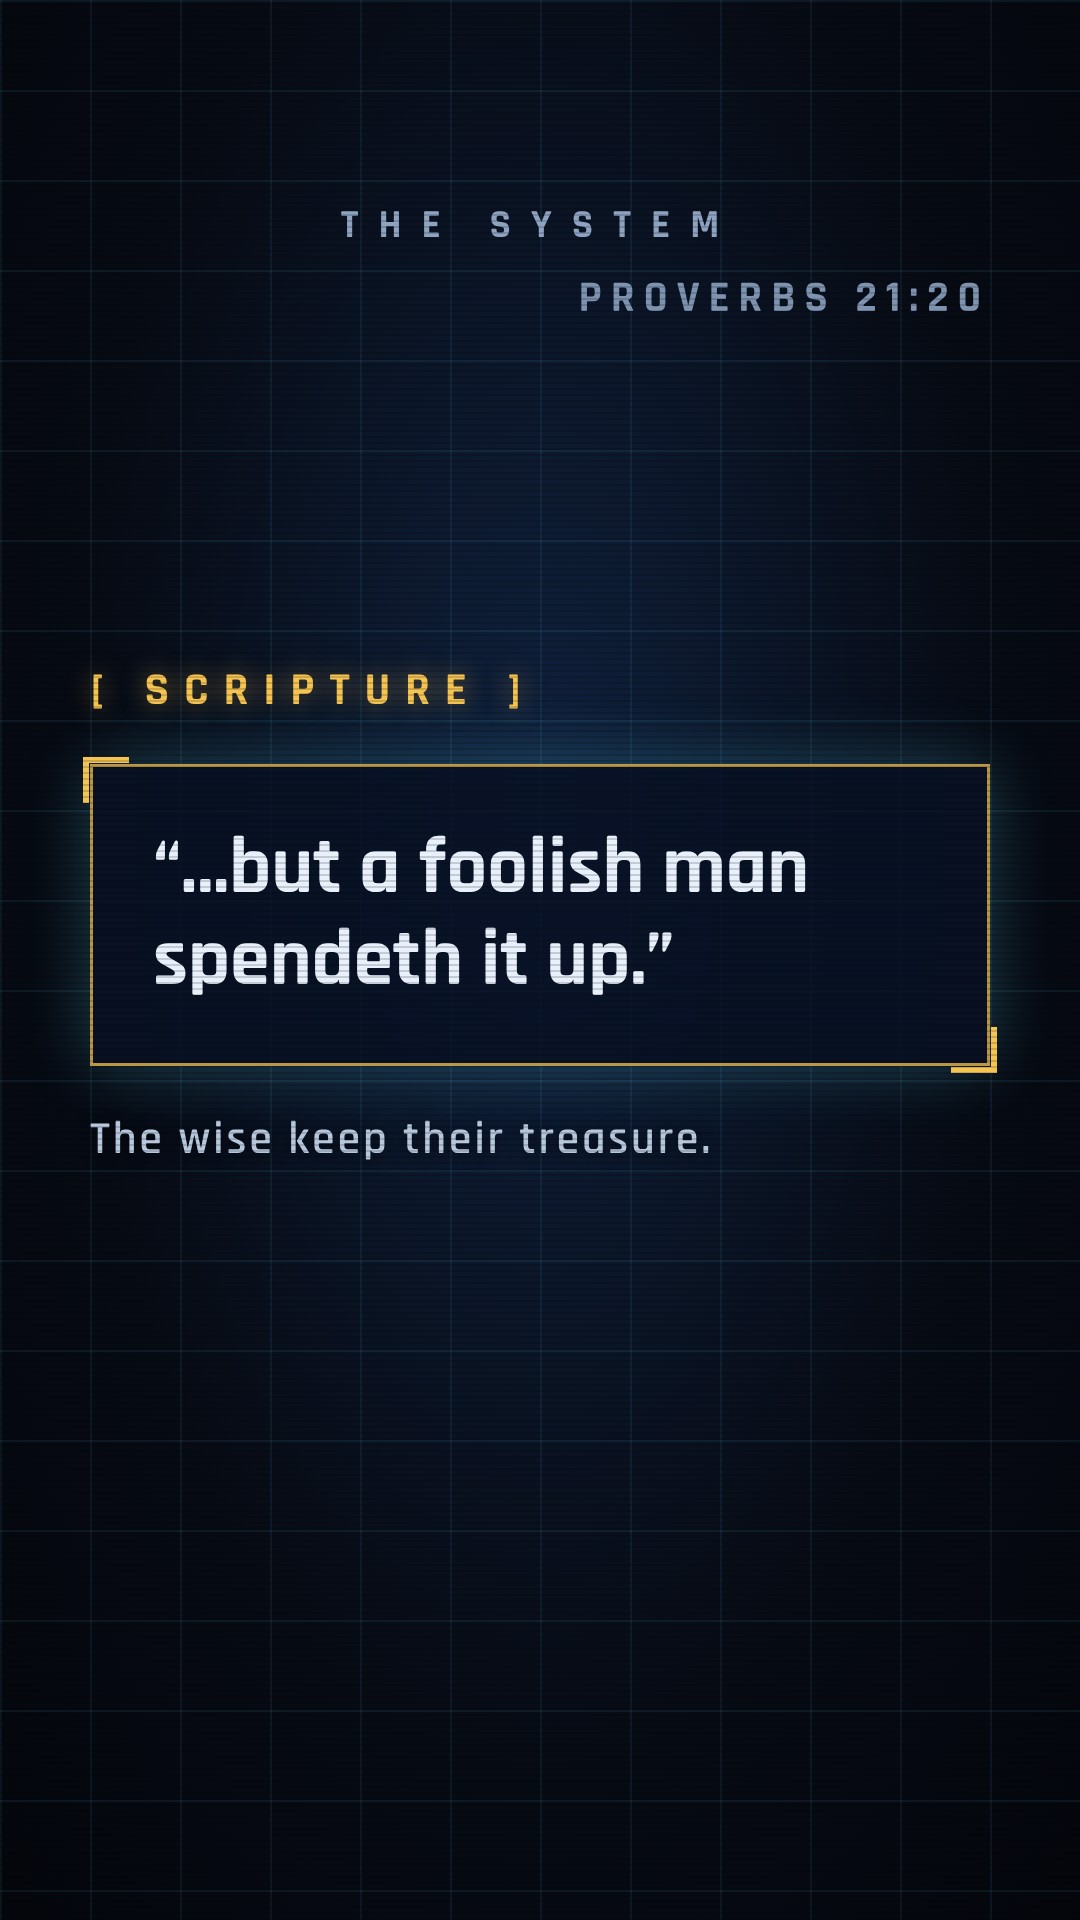 THE SYSTEM
PROVERBS 21:20
[ SCRIPTURE ]
“…but a foolish man
spendeth it up.”
The wise keep their treasure.